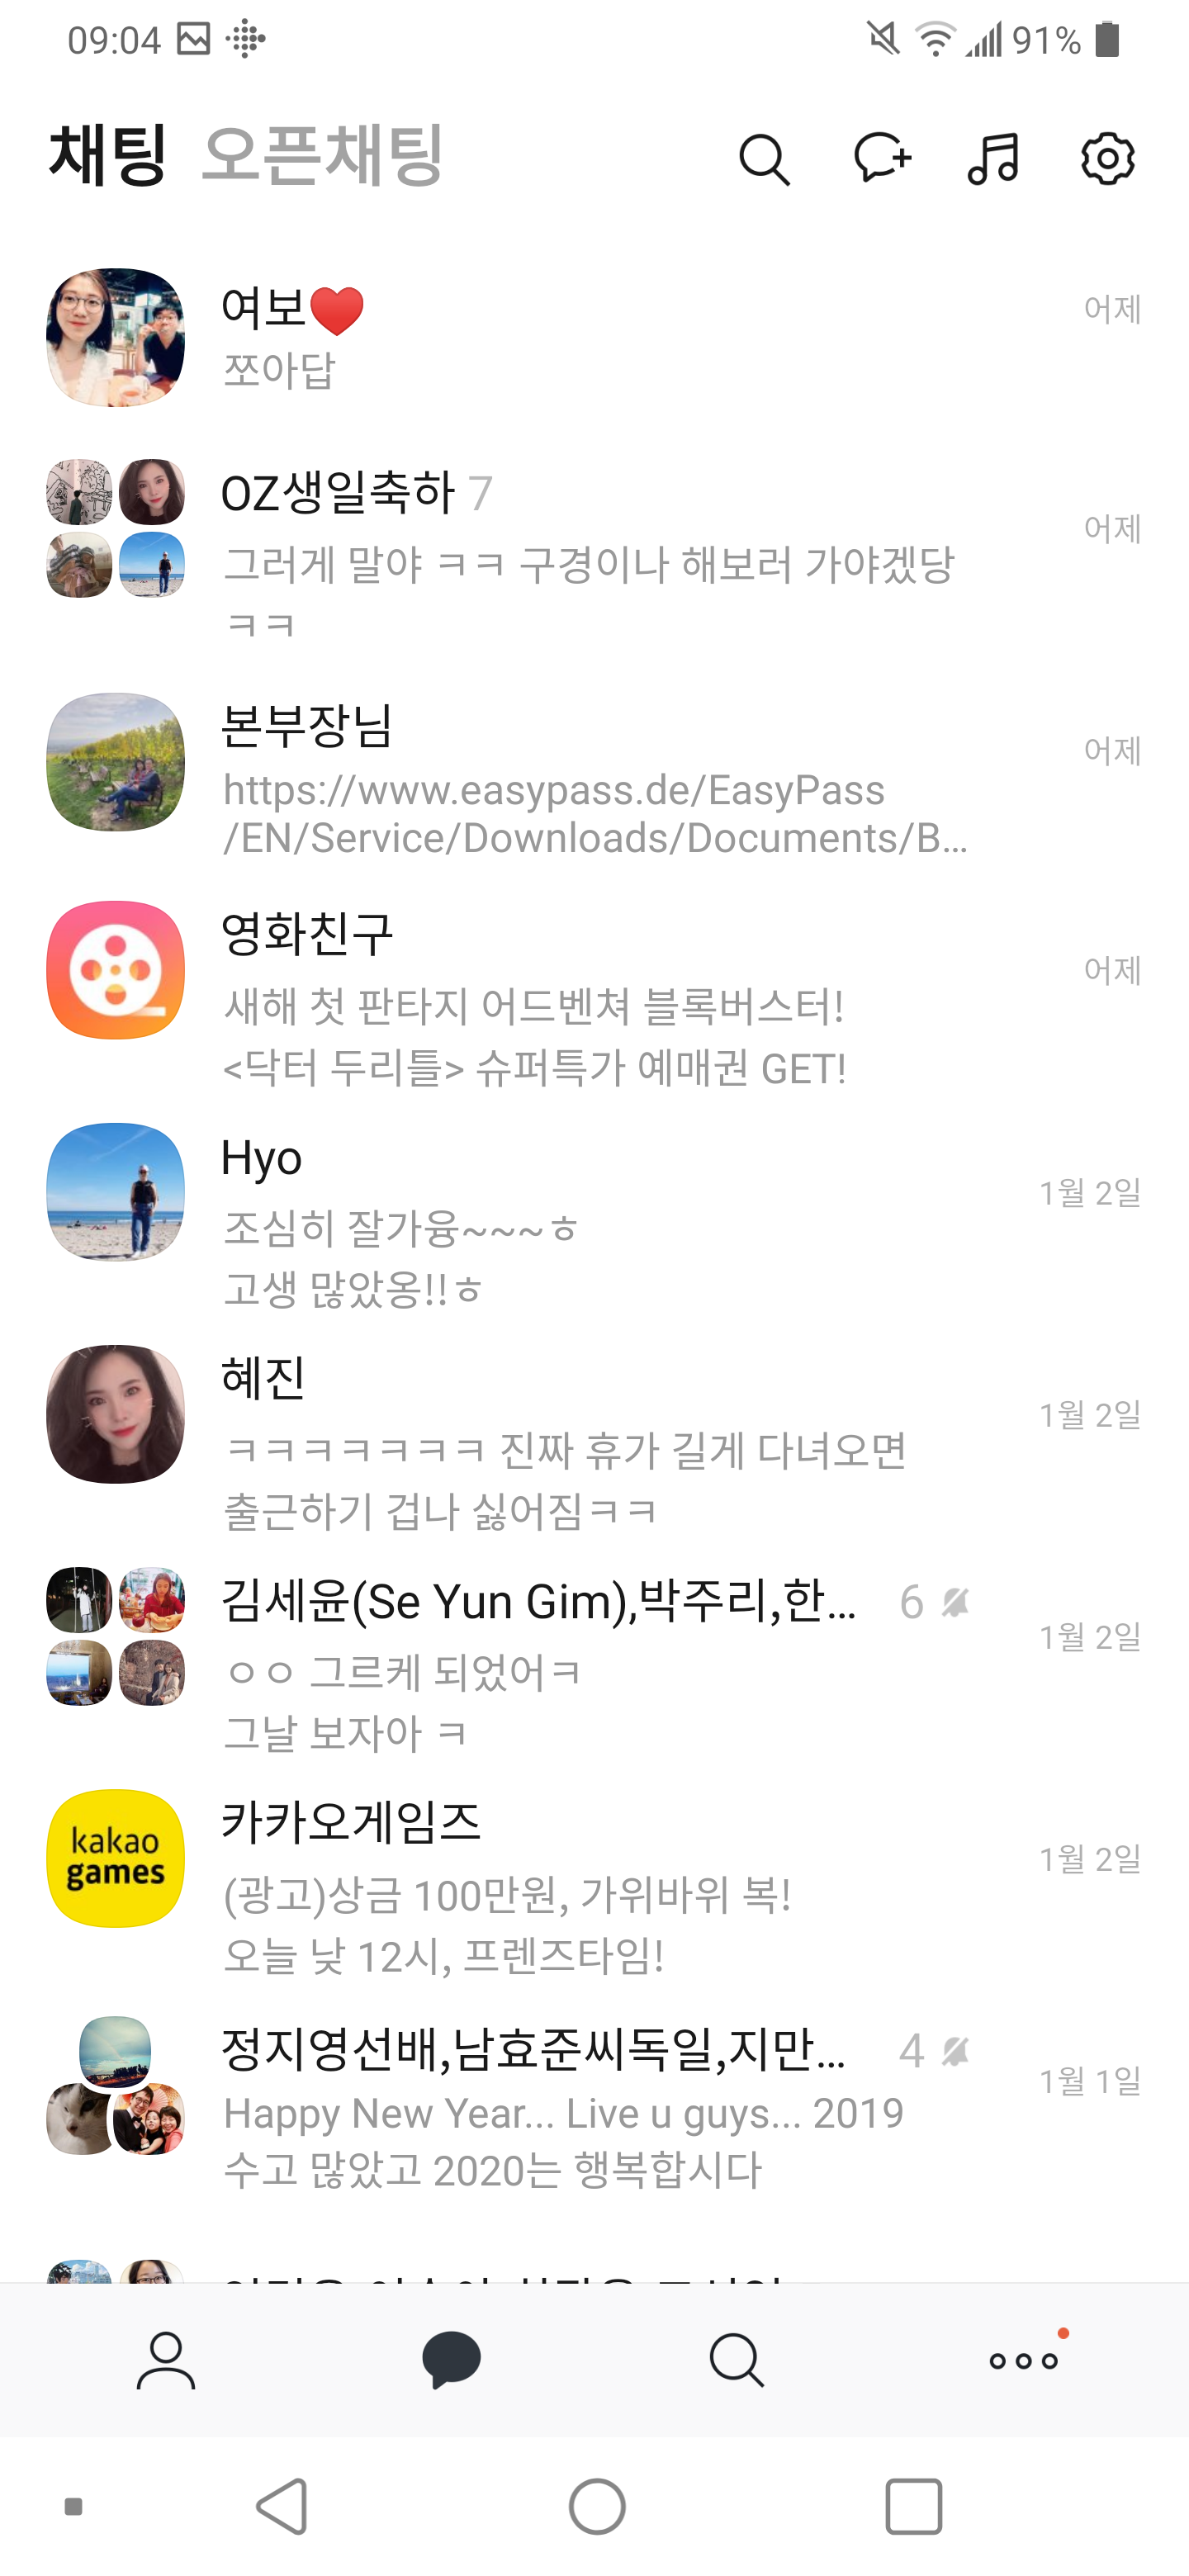 09:04
91%
채팅 오픈채팅
여보❤️
어제
쪼아답
OZ생일축하 7
어제
그러게 말야 ㅋㅋ 구경이나 해보러 가야겠당
ㅋㅋ
본부장님
어제
https://www.easypass.de/EasyPass
/EN/Service/Downloads/Documents/B...
영화친구
어제
새해 첫 판타지 어드벤쳐 블록버스터!
<닥터 두리틀> 슈퍼특가 예매권 GET!
Hyo
1월 2일
조심히 잘가용~~~ㅎ
고생 많았옹!!ㅎ
혜진
1월 2일
ㅋㅋㅋㅋㅋㅋㅋ 진짜 휴가 길게 다녀오면
출근하기 겁나 싫어짐ㅋㅋ
김세윤(Se Yun Gim),박주리,한... 6
1월 2일
ㅇㅇ 그르케 되었어ㅋ
그날 보자아 ㅋ
kakao
games
카카오게임즈
1월 2일
(광고)상금 100만원, 가위바위 복!
오늘 낮 12시, 프렌즈타임!
정지영선배,남효준씨독일,지만... 4
1월 1일
Happy New Year... Live u guys... 2019
수고 많았고 2020는 행복합시다